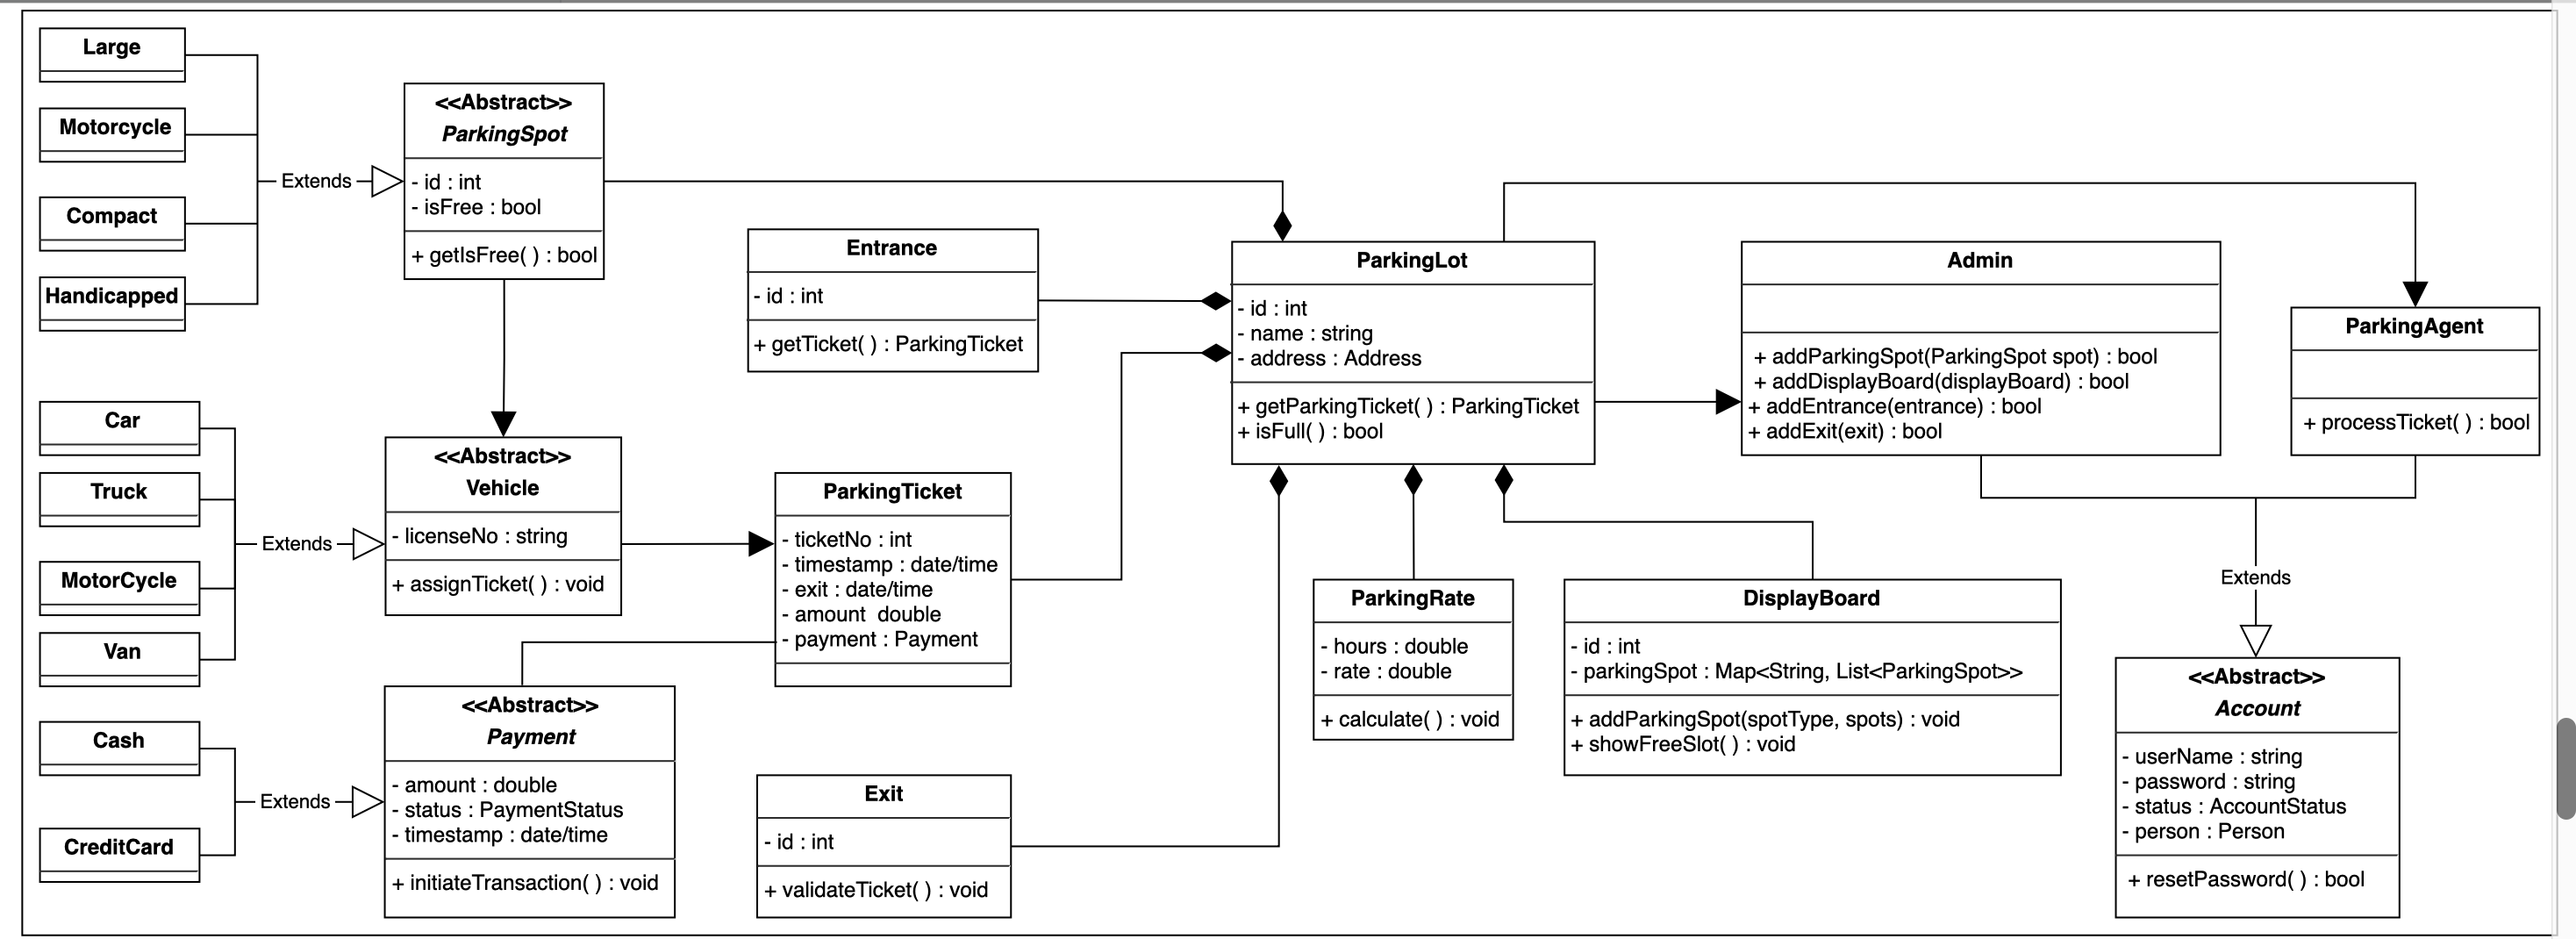 Large
Motorcycle
Compact
Handicapped
Extends
<<Abstract>>
ParkingSpot
- id : int
- isFree : bool
+ getIsFree( ) : bool
Car
Truck
MotorCycle
Van
Extends
<<Abstract>>
Vehicle
- licenseNo : string
+ assignTicket( ) : void
Cash
CreditCard
Extends
<<Abstract>>
Payment
- amount : double
- status : PaymentStatus
- timestamp : date/time
+ initiateTransaction( ) : void
Entrance
- id : int
+ getTicket( ) : ParkingTicket
ParkingTicket
- ticketNo : int
- timestamp : date/time
- exit : date/time
- amount  double
- payment : Payment
Exit
- id : int
+ validateTicket( ) : void
ParkingLot
- id : int
- name : string
- address : Address
+ getParkingTicket( ) : ParkingTicket
+ isFull( ) : bool
ParkingRate
- hours : double
- rate : double
+ calculate( ) : void
DisplayBoard
- id : int
- parkingSpot : Map<String, List<ParkingSpot>>
+ addParkingSpot(spotType, spots) : void
+ showFreeSlot( ) : void
Admin
+ addParkingSpot(ParkingSpot spot) : bool
+ addDisplayBoard(displayBoard) : bool
+ addEntrance(entrance) : bool
+ addExit(exit) : bool
ParkingAgent
+ processTicket( ) : bool
Extends
<<Abstract>>
Account
- userName : string
- password : string
- status : AccountStatus
- person : Person
+ resetPassword( ) : bool